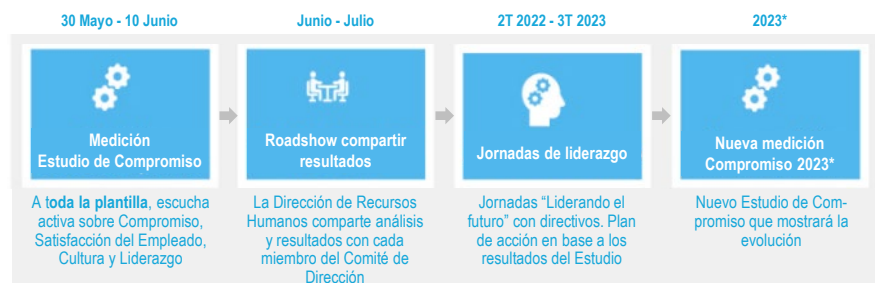 30 Mayo - 10 Junio
Junio - Julio
2T 2022 - 3T 2023
2023*
Medición
Estudio de Compromiso
Roadshow compartir
resultados
Jornadas de liderazgo
Nueva medición
Compromiso 2023*
A toda la plantilla, escucha
activa sobre Compromiso,
Satisfacción del Empleado,
Cultura y Liderazgo
La Dirección de Recursos
Humanos comparte análisis
y resultados con cada
miembro del Comité de
Dirección
Jornadas “Liderando el
futuro” con directivos. Plan
de acción en base a los
resultados del Estudio
Nuevo Estudio de Com-
promiso que mostrará la
evolución